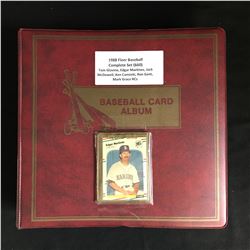 1988 Fleer Baseball
Complete Set (660)
Tom Glavine, Edgar Martinez, Jack
McDowell, Ken Caminiti, Ron Gant,
Mark Grace RCs
BASEBALL CARD
ALBUM
Edgar Martinez